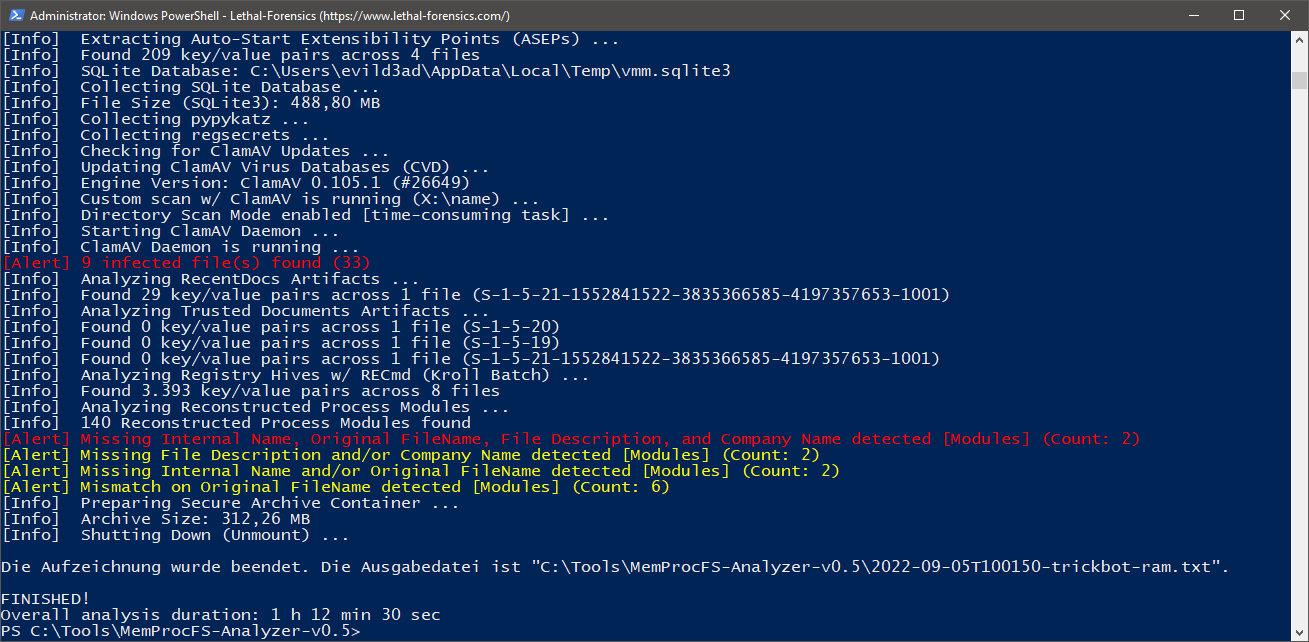 Administrator: Windows PowerShell - Lethal-Forensics (https://www.lethal-forensics.com/)
[Info]  Extracting Auto-Start Extensibility Points (ASEPs) ...
[Info]  Found 209 key/value pairs across 4 files
[Info]  SQLite Database: C:\Users\evild3ad\AppData\Local\Temp\vmm.sqlite3
[Info]  Collecting SQLite Database ...
[Info]  File Size (SQLite3): 488,80 MB
[Info]  Collecting pypykatz ...
[Info]  Collecting regsecrets ...
[Info]  Checking for ClamAV Updates ...
[Info]  Updating ClamAV Virus Databases (CVD) ...
[Info]  Engine Version: ClamAV 0.105.1 (#26649)
[Info]  Custom scan w/ ClamAV is running (X:\name) ...
[Info]  Directory Scan Mode enabled [time-consuming task] ...
[Info]  Starting ClamAV Daemon ...
[Info]  ClamAV Daemon is running ...
[Alert] 9 infected file(s) found (33)
[Info]  Analyzing RecentDocs Artifacts ...
[Info]  Found 29 key/value pairs across 1 file (S-1-5-21-1552841522-3835366585-4197357653-1001)
[Info]  Analyzing Trusted Documents Artifacts ...
[Info]  Found 0 key/value pairs across 1 file (S-1-5-20)
[Info]  Found 0 key/value pairs across 1 file (S-1-5-19)
[Info]  Found 0 key/value pairs across 1 file (S-1-5-21-1552841522-3835366585-4197357653-1001)
[Info]  Analyzing Registry Hives w/ RECmd (Kroll Batch) ...
[Info]  Found 3.393 key/value pairs across 8 files
[Info]  Analyzing Reconstructed Process Modules ...
[Info]  140 Reconstructed Process Modules found
[Alert] Missing Internal Name, Original FileName, File Description, and Company Name detected [Modules] (Count: 2)
[Alert] Missing File Description and/or Company Name detected [Modules] (Count: 2)
[Alert] Missing Internal Name and/or Original FileName detected [Modules] (Count: 2)
[Alert] Mismatch on Original FileName detected [Modules] (Count: 6)
[Info]  Preparing Secure Archive Container ...
[Info]  Archive Size: 312,26 MB
[Info]  Shutting Down (Unmount) ...
Die Aufzeichnung wurde beendet. Die Ausgabedatei ist "C:\Tools\MemProcFS-Analyzer-v0.5\2022-09-05T100150-trickbot-ram.txt".
FINISHED!
Overall analysis duration: 1 h 12 min 30 sec
PS C:\Tools\MemProcFS-Analyzer-v0.5>